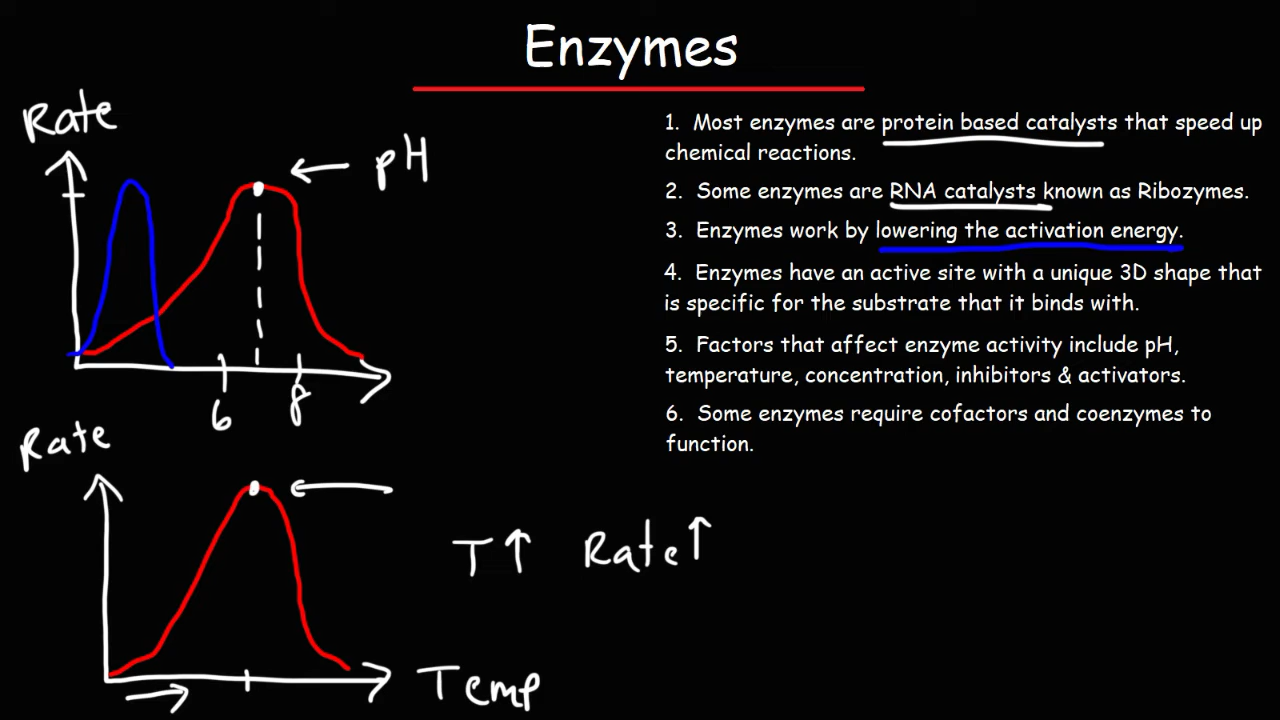 Enzymes
Rate
pH
6 8
Rate
T↑ Rate↑
Temp
1. Most enzymes are protein based catalysts that speed up
chemical reactions.
2. Some enzymes are RNA catalysts known as Ribozymes.
3. Enzymes work by lowering the activation energy.
4. Enzymes have an active site with a unique 3D shape that
is specific for the substrate that it binds with.
5. Factors that affect enzyme activity include pH,
temperature, concentration, inhibitors & activators.
6. Some enzymes require cofactors and coenzymes to
function.